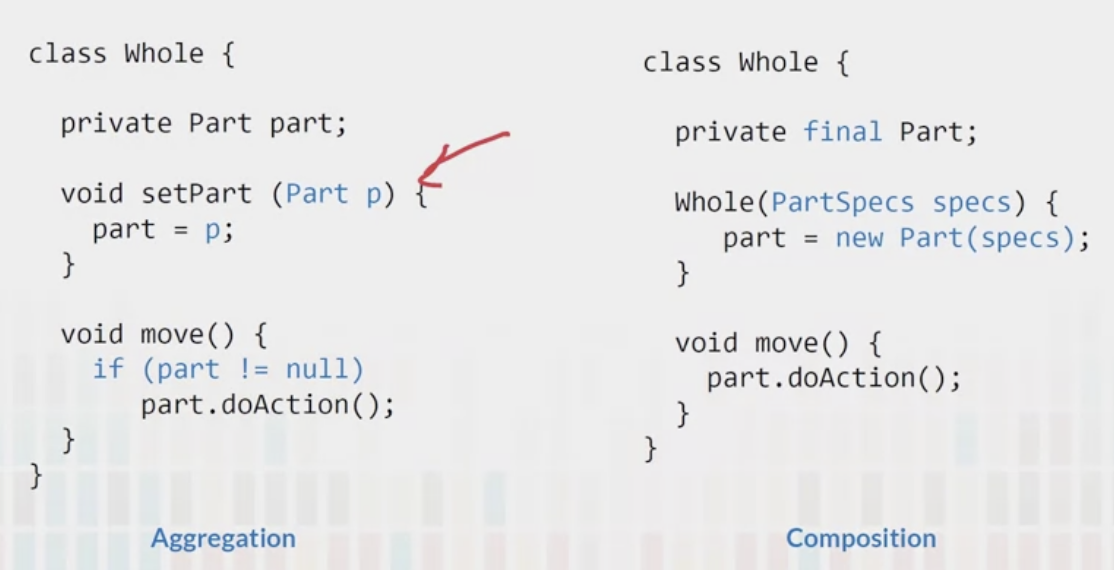 class Whole {
private Part part;
void setPart (Part p) {
part = p;
}
void move() {
if (part != null)
part.doAction();
}
}
Aggregation
class Whole {
private final Part;
Whole(PartSpecs specs) {
part = new Part(specs);
}
void move() {
part.doAction();
}
}
Composition